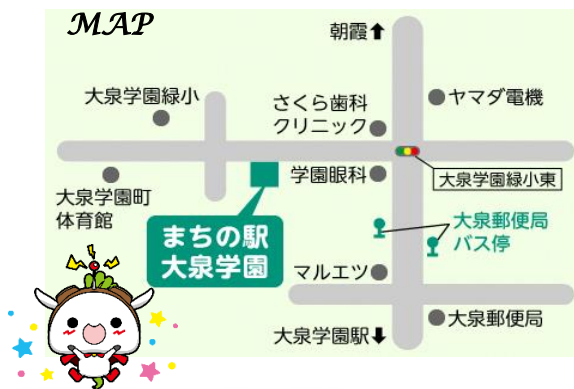 MAP
朝霞⬆
大泉学園緑小
さくら歯科
クリニック
ヤマダ電機
大泉学園町
体育館
学園眼科
大泉学園緑小東
まちの駅
大泉学園
大泉郵便局
バス停
マルエツ
大泉学園駅⬇
大泉郵便局